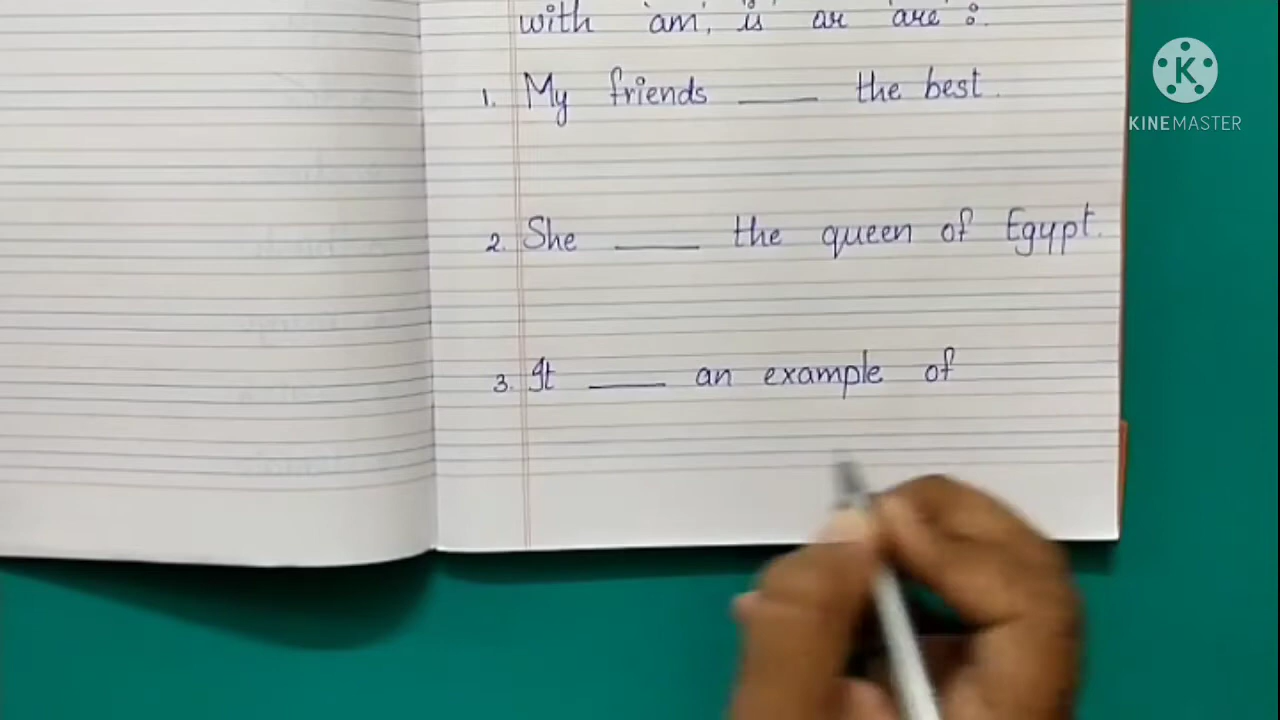 with 'am', 'is' or 'are' :
1. My friends ____ the best.
2. She ____ the queen of Egypt.
3. It ____ an example of
K
KINEMASTER